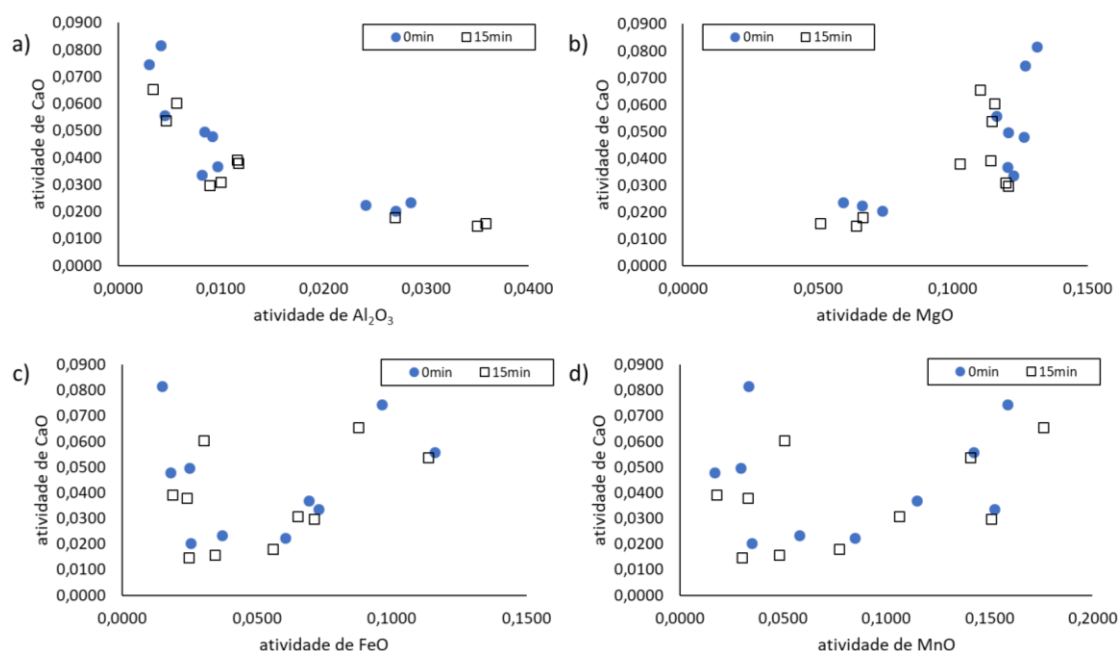 a)
0min 15min
0,0900
0,0800
0,0700
0,0600
0,0500
0,0400
0,0300
0,0200
0,0100
0,0000
atividade de CaO
0,0000 0,0100 0,0200 0,0300 0,0400
atividade de Al₂O₃
b)
0min 15min
0,0900
0,0800
0,0700
0,0600
0,0500
0,0400
0,0300
0,0200
0,0100
0,0000
atividade de CaO
0,0000 0,0500 0,1000 0,1500
atividade de MgO
c)
0min 15min
0,0900
0,0800
0,0700
0,0600
0,0500
0,0400
0,0300
0,0200
0,0100
0,0000
atividade de CaO
0,0000 0,0500 0,1000 0,1500
atividade de FeO
d)
0min 15min
0,0900
0,0800
0,0700
0,0600
0,0500
0,0400
0,0300
0,0200
0,0100
0,0000
atividade de CaO
0,0000 0,0500 0,1000 0,1500 0,2000
atividade de MnO